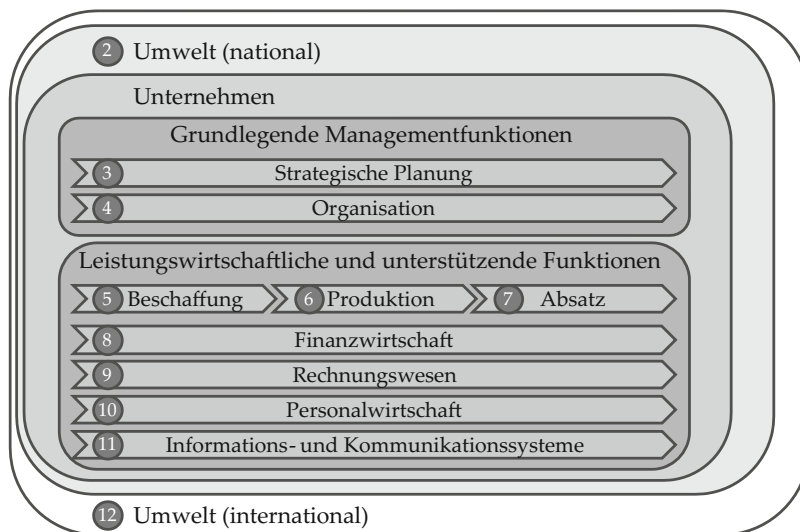 2 Umwelt (national)
Unternehmen
Grundlegende Managementfunktionen
3 Strategische Planung
4 Organisation
Leistungswirtschaftliche und unterstützende Funktionen
5 Beschaffung 6 Produktion 7 Absatz
8 Finanzwirtschaft
9 Rechnungswesen
10 Personalwirtschaft
11 Informations- und Kommunikationssysteme
12 Umwelt (international)